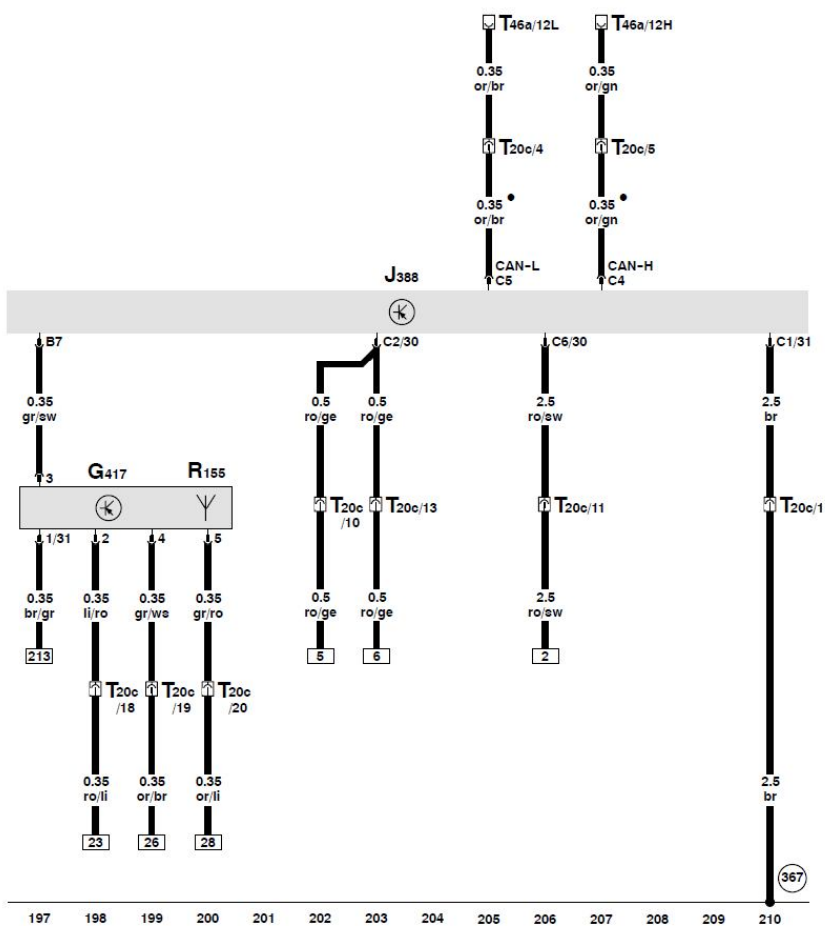 T46a/12L T46a/12H
0.35 0.35
or/br or/gn
T20c/4 T20c/5
0.35 0.35
or/br or/gn
CAN-L CAN-H
J388 C5 C4
B7 C2/30 C6/30 C1/31
0.35 0.5 0.5 2.5 2.5
gr/sw ro/ge ro/ge ro/sw br
3 G417 R155
T20c T20c/13 T20c/11 T20c/1
/10
1/31 2 4 5
0.35 0.35 0.35 0.35 0.5 0.5 2.5
br/gr li/ro gr/ws gr/ro ro/ge ro/ge ro/sw
213 5 6 2
T20c T20c T20c
/18 /19 /20
0.35 0.35 0.35 2.5
ro/li or/br or/li br
23 26 28
367
197 198 199 200 201 202 203 204 205 206 207 208 209 210